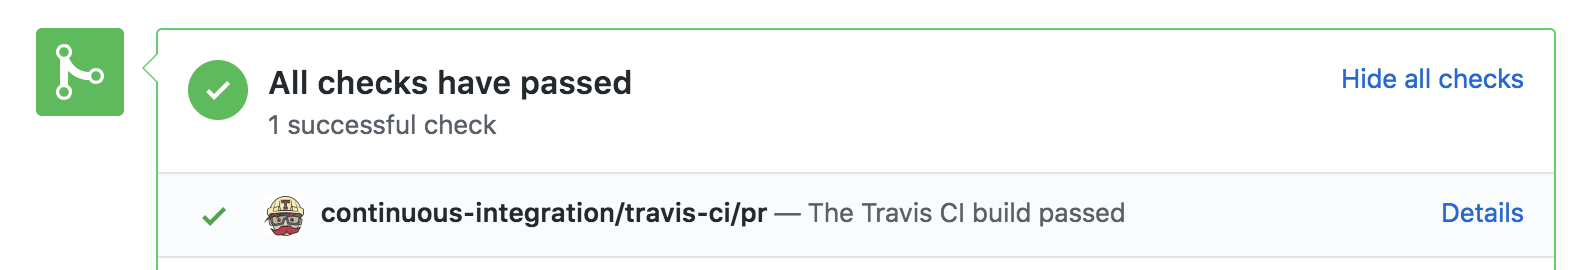 All checks have passed
Hide all checks
1 successful check
T
continuous-integration/travis-ci/pr — The Travis CI build passed
Details